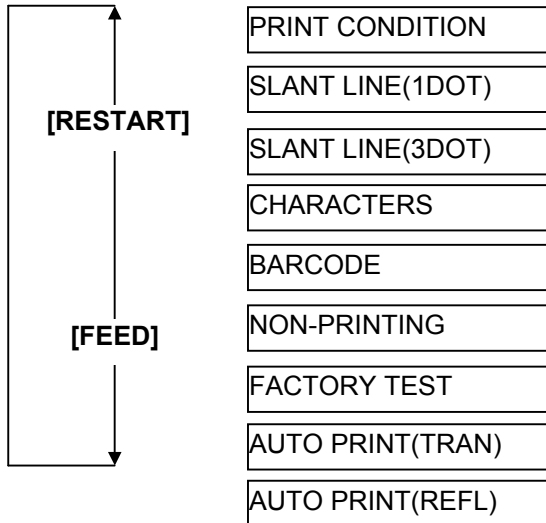 PRINT CONDITION
SLANT LINE(1DOT)
[RESTART]
SLANT LINE(3DOT)
CHARACTERS
BARCODE
[FEED]
NON-PRINTING
FACTORY TEST
AUTO PRINT(TRAN)
AUTO PRINT(REFL)